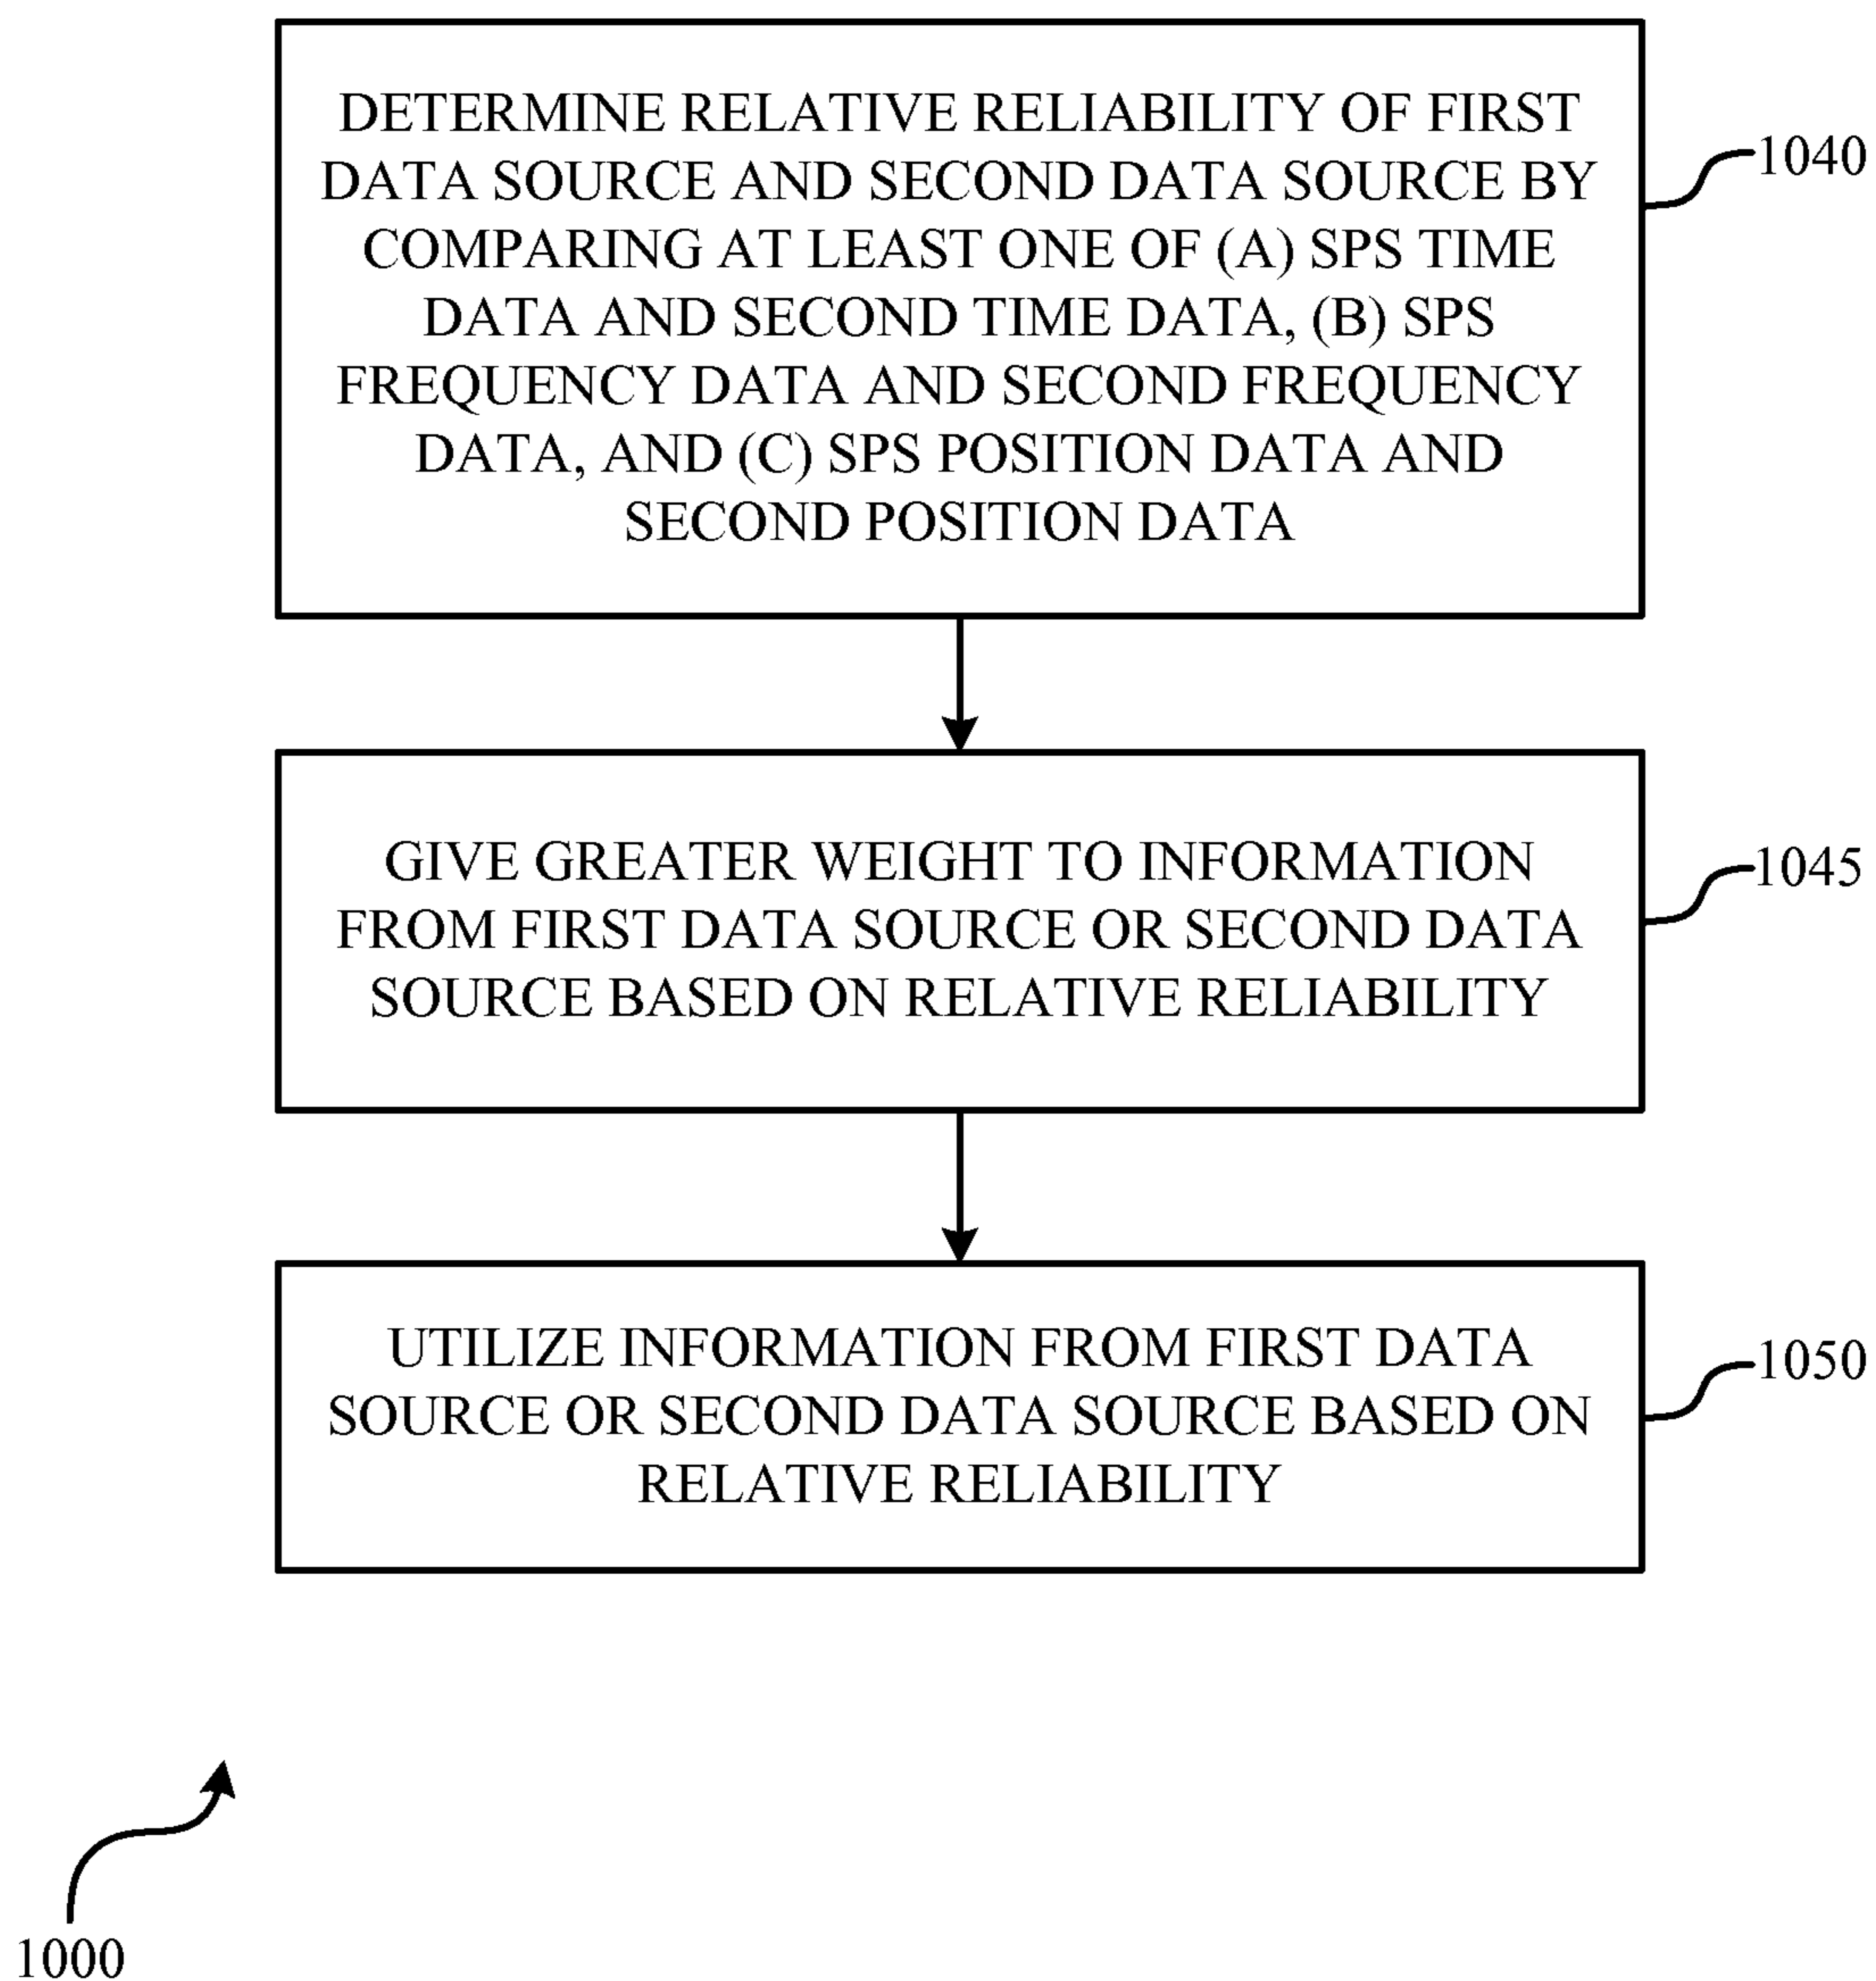 DETERMINE RELATIVE RELIABILITY OF FIRST
DATA SOURCE AND SECOND DATA SOURCE BY
COMPARING AT LEAST ONE OF (A) SPS TIME
DATA AND SECOND TIME DATA, (B) SPS
FREQUENCY DATA AND SECOND FREQUENCY
DATA, AND (C) SPS POSITION DATA AND
SECOND POSITION DATA
1040
GIVE GREATER WEIGHT TO INFORMATION
FROM FIRST DATA SOURCE OR SECOND DATA
SOURCE BASED ON RELATIVE RELIABILITY
1045
UTILIZE INFORMATION FROM FIRST DATA
SOURCE OR SECOND DATA SOURCE BASED ON
RELATIVE RELIABILITY
1050
1000